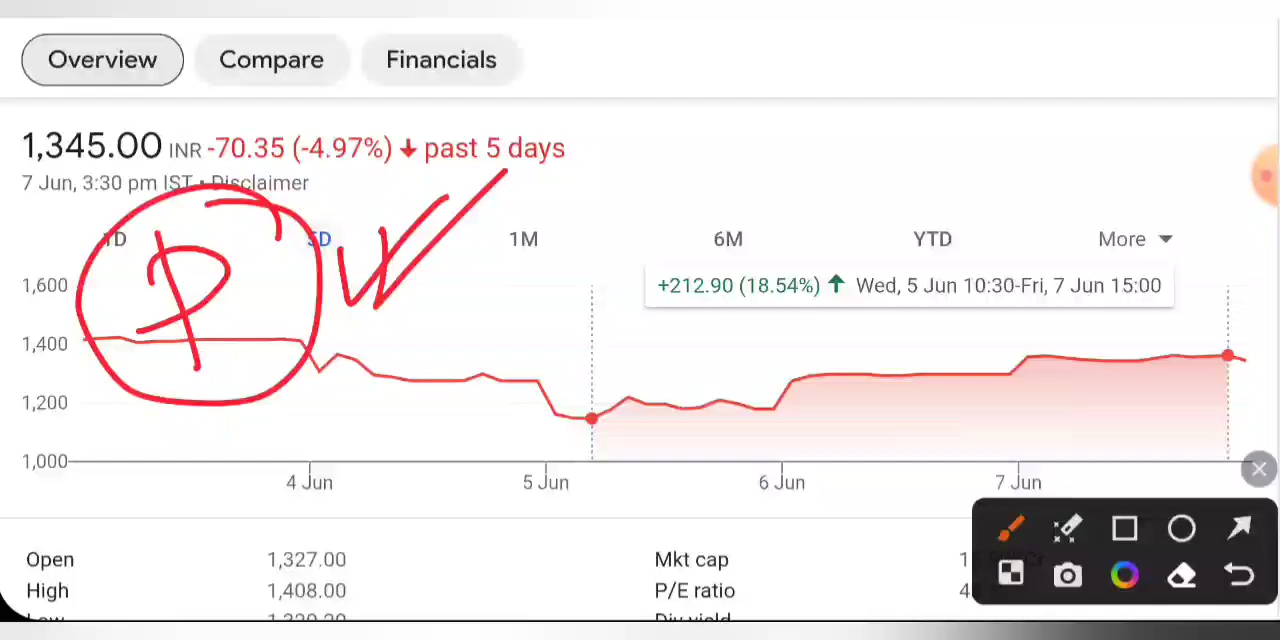 Overview Compare Financials
1,345.00 INR -70.35 (-4.97%) ↓ past 5 days
7 Jun, 3:30 pm IST • Disclaimer
1D 5D 1M 6M YTD More
+212.90 (18.54%) ↑ Wed, 5 Jun 10:30-Fri, 7 Jun 15:00
1,600
1,400
1,200
1,000
4 Jun 5 Jun 6 Jun 7 Jun
Open 1,327.00 Mkt cap
High 1,408.00 P/E ratio
Low